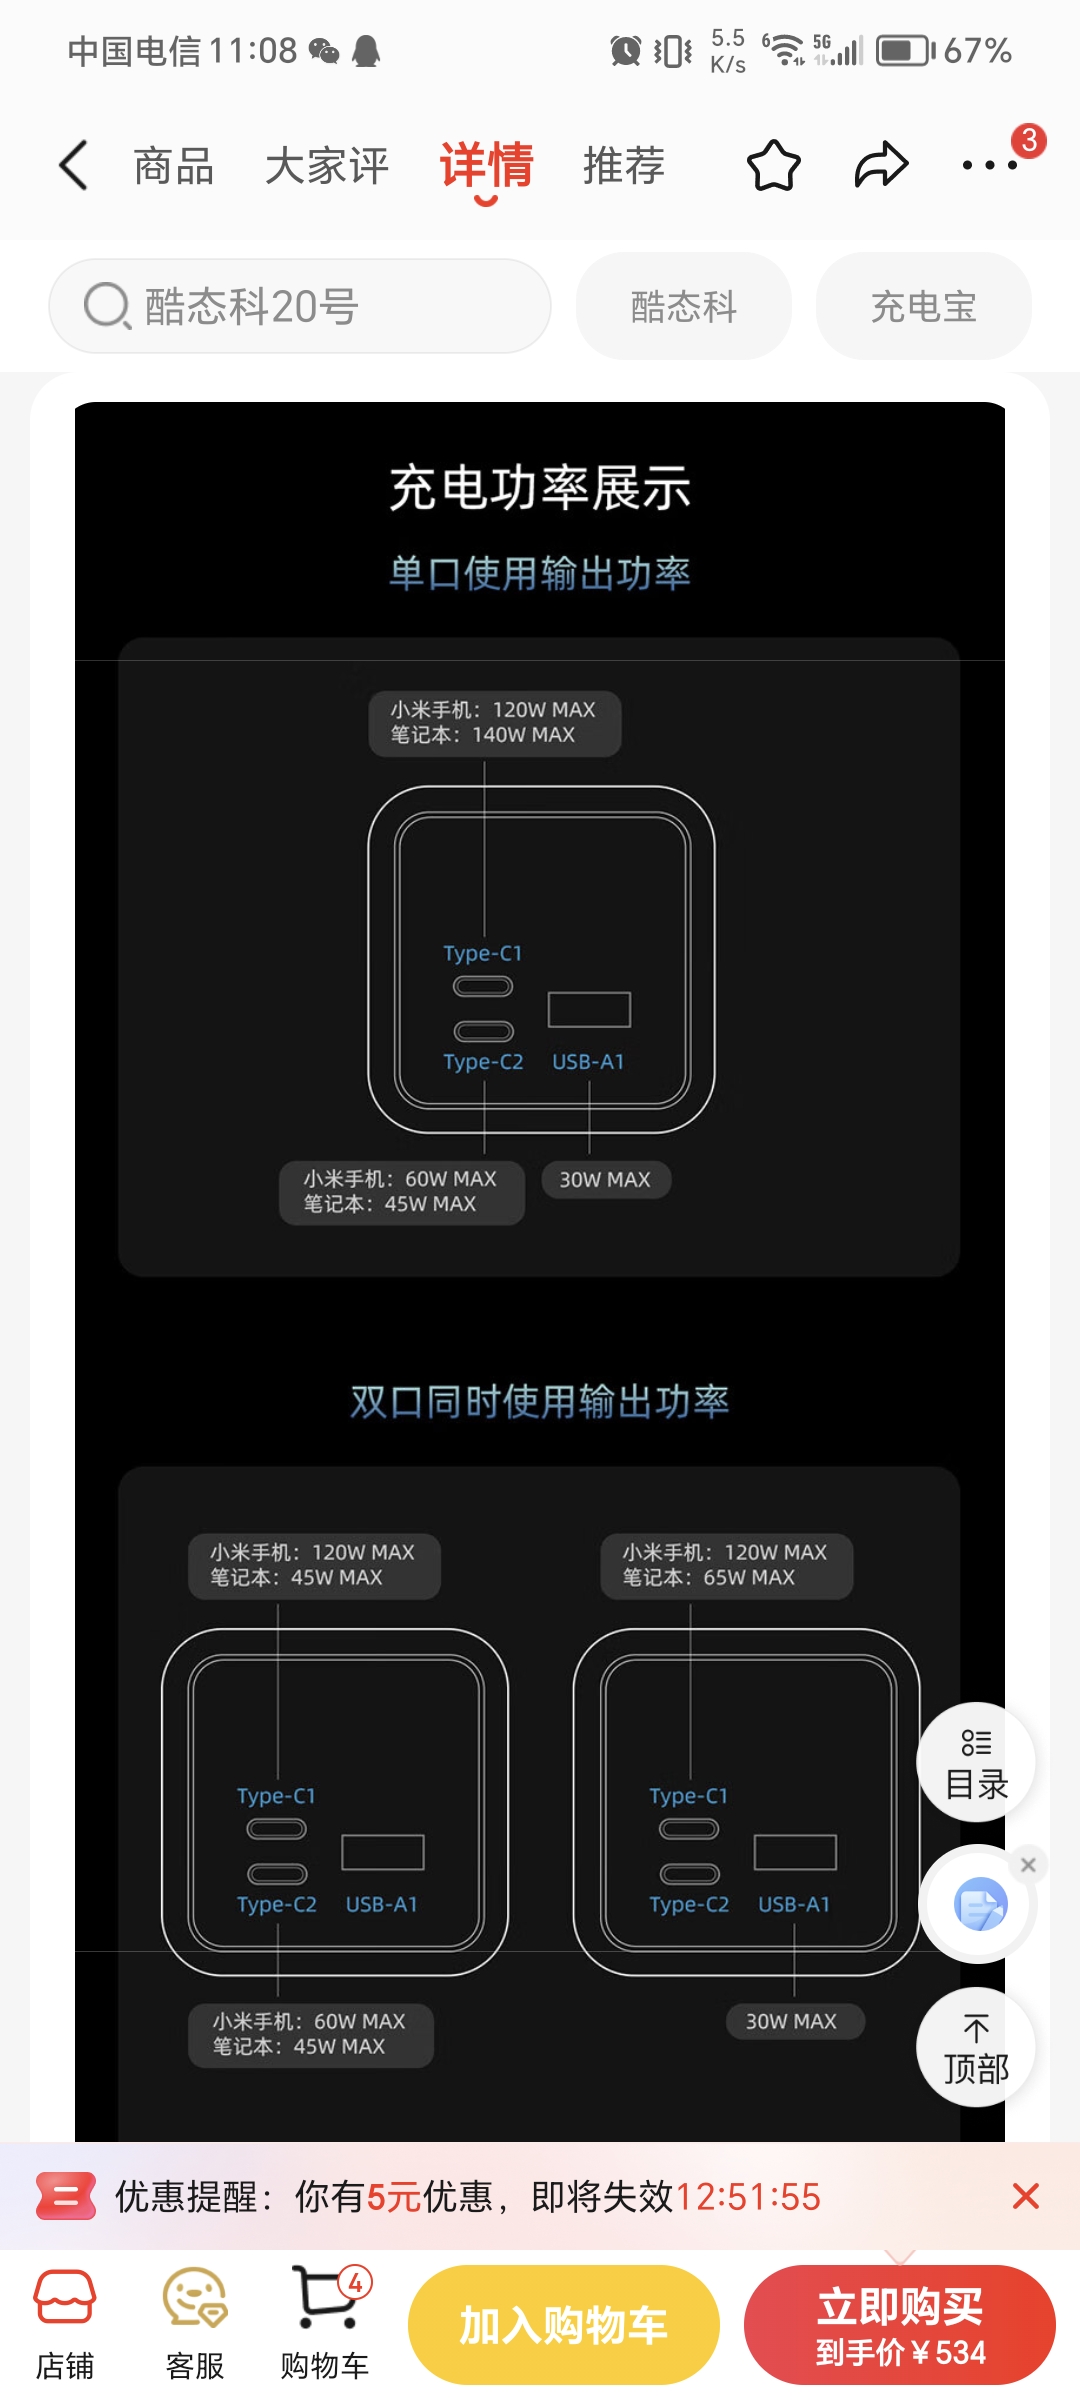 中国电信 11:08
5.5 K/s
6
5G
67%
商品 大家评 详情 推荐
3
酷态科20号
酷态科
充电宝
充电功率展示
单口使用输出功率
小米手机：120W MAX
笔记本：140W MAX
Type-C1
Type-C2 USB-A1
小米手机：60W MAX
笔记本：45W MAX
30W MAX
双口同时使用输出功率
小米手机：120W MAX
笔记本：45W MAX
小米手机：120W MAX
笔记本：65W MAX
Type-C1
Type-C2 USB-A1
Type-C1
Type-C2 USB-A1
小米手机：60W MAX
笔记本：45W MAX
30W MAX
目录
顶部
优惠提醒：你有5元优惠，即将失效12:51:55
店铺
客服
4
购物车
加入购物车
立即购买
到手价￥534